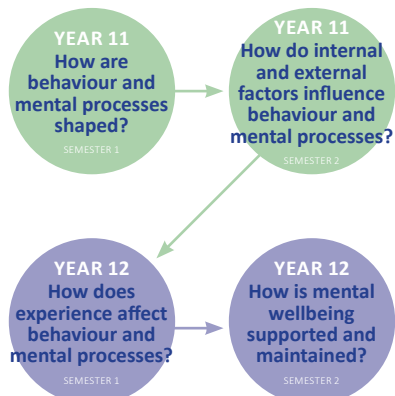 YEAR 11
How are
behaviour and
mental processes
shaped?
SEMESTER 1
YEAR 11
How do internal
and external
factors influence
behaviour and
mental processes?
SEMESTER 2
YEAR 12
How does
experience affect
behaviour and
mental processes?
SEMESTER 1
YEAR 12
How is mental
wellbeing
supported and
maintained?
SEMESTER 2